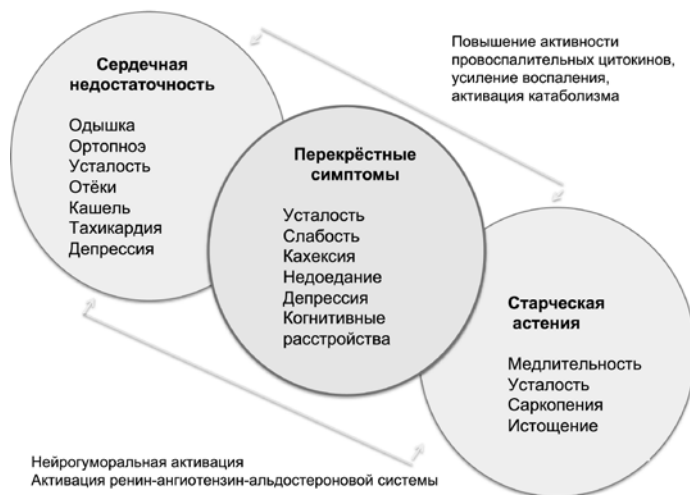 Сердечная
недостаточность
Одышка
Ортопноэ
Усталость
Отёки
Кашель
Тахикардия
Депрессия
Повышение активности
провоспалительных цитокинов,
усиление воспаления,
активация катаболизма
Перекрёстные
симптомы
Усталость
Слабость
Кахексия
Недоедание
Депрессия
Когнитивные
расстройства
Старческая
астения
Медлительность
Усталость
Саркопения
Истощение
Нейрогуморальная активация
Активация ренин-ангиотензин-альдостероновой системы